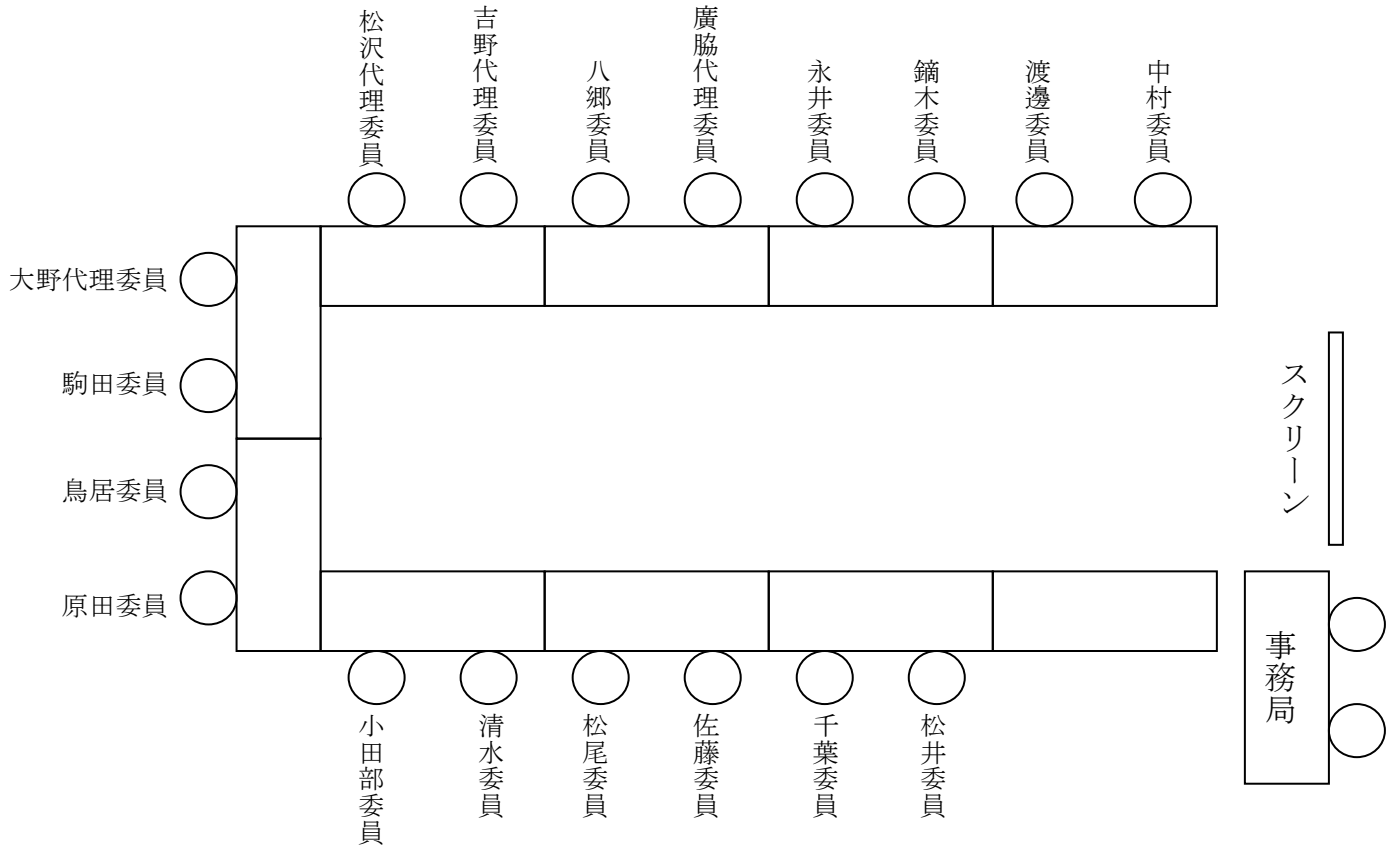 松沢代理委員
吉野代理委員
八郷委員
廣脇代理委員
永井委員
鏑木委員
渡邊委員
中村委員
大野代理委員
駒田委員
鳥居委員
原田委員
スクリーン
事務局
小田部委員
清水委員
松尾委員
佐藤委員
千葉委員
松井委員